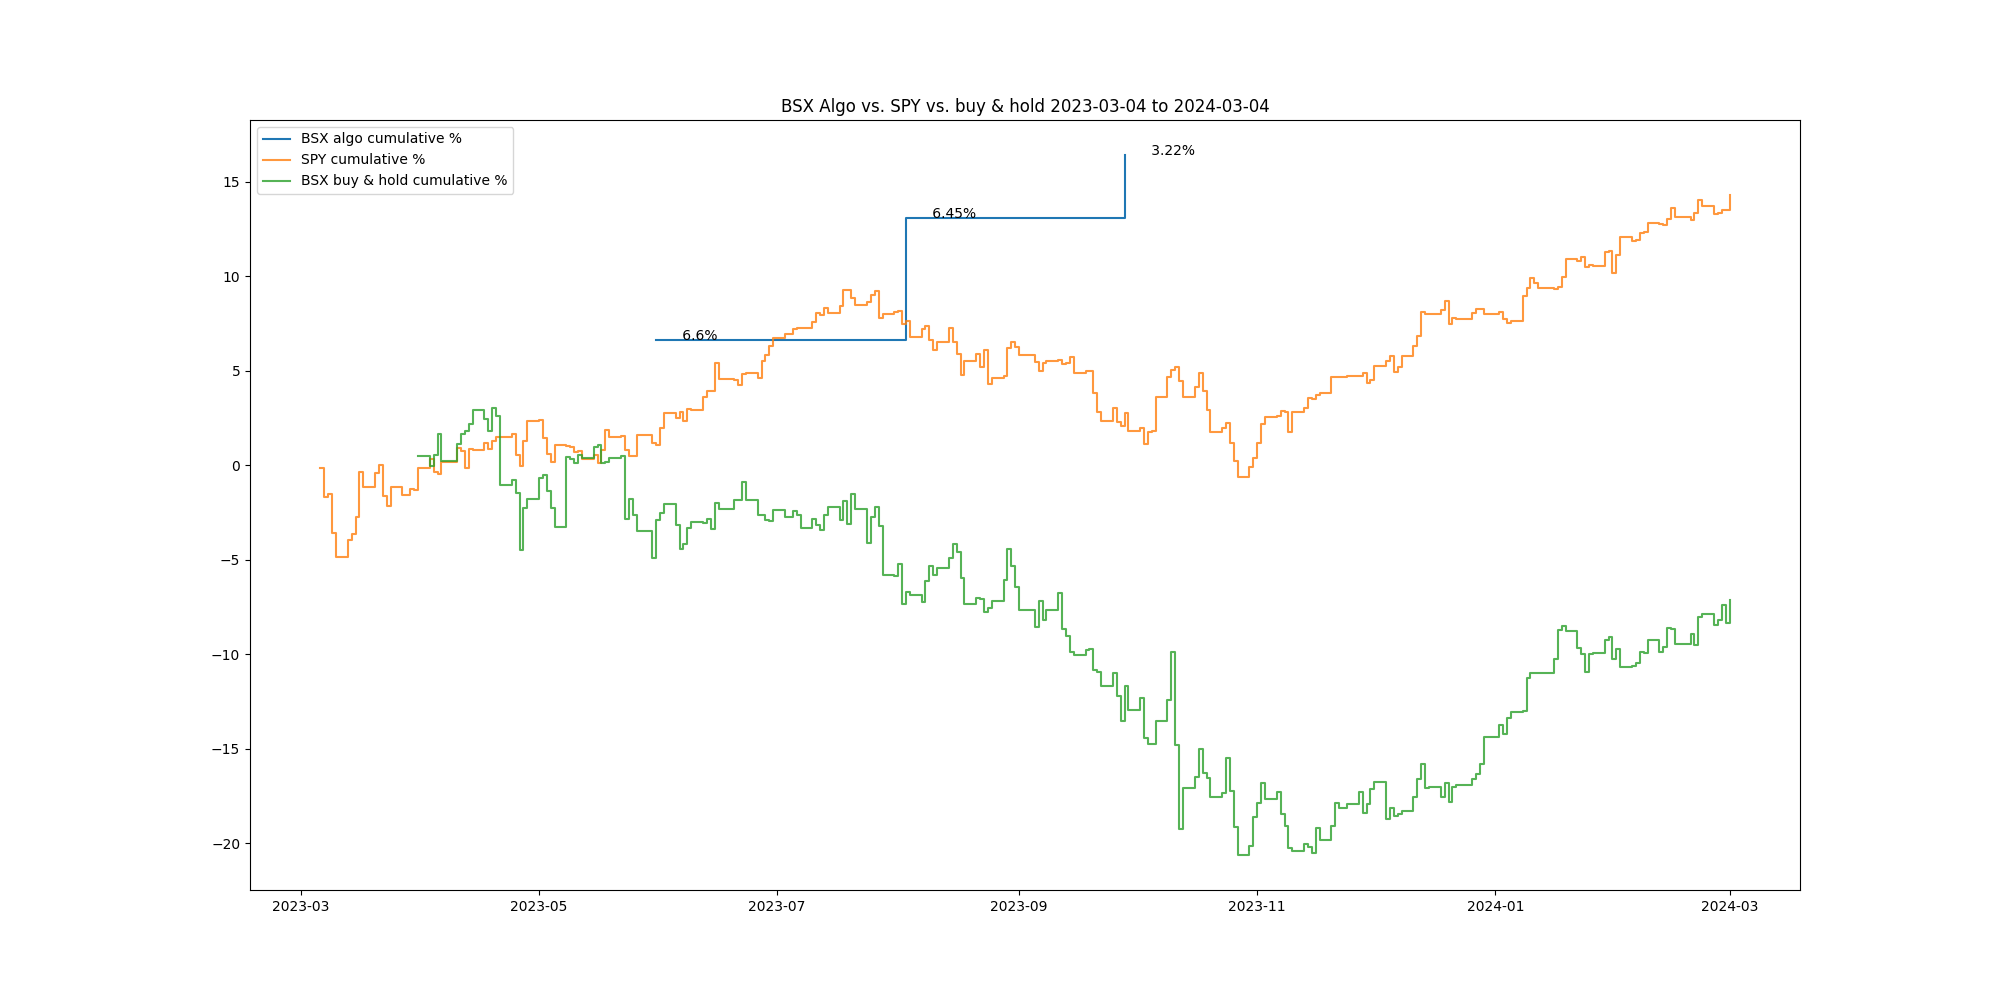 BSX Algo vs. SPY vs. buy & hold 2023-03-04 to 2024-03-04
BSX algo cumulative %
SPY cumulative %
BSX buy & hold cumulative %
3.22%
6.45%
6.6%
15
10
5
0
−5
−10
−15
−20
2023-03 2023-05 2023-07 2023-09 2023-11 2024-01 2024-03